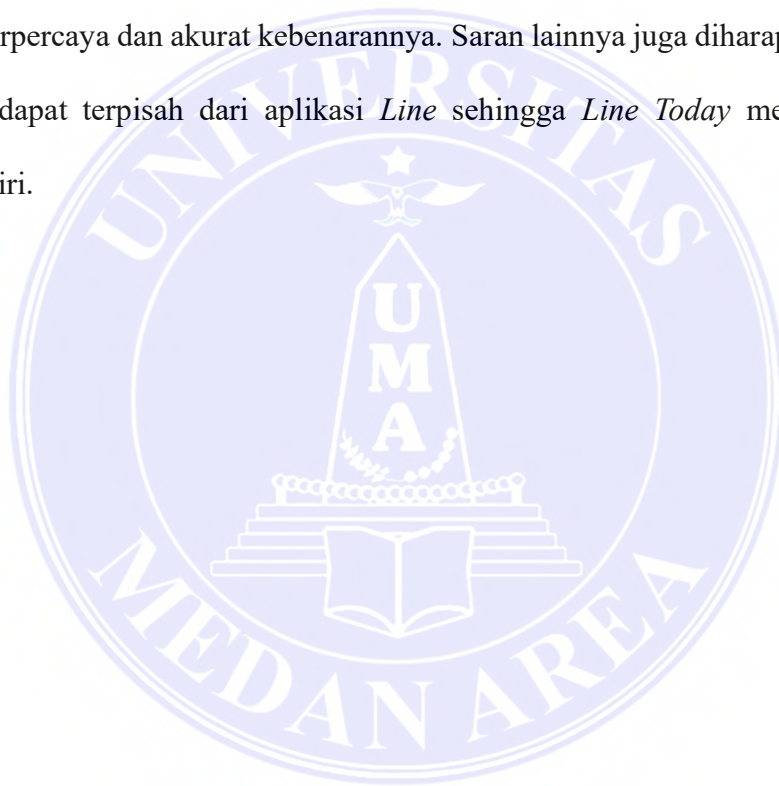 rpercaya dan akurat kebenarannya. Saran lainnya juga diharap
dapat terpisah dari aplikasi Line sehingga Line Today me
iri.
UNIVERSITAS
U
M
A
MEDAN AREA